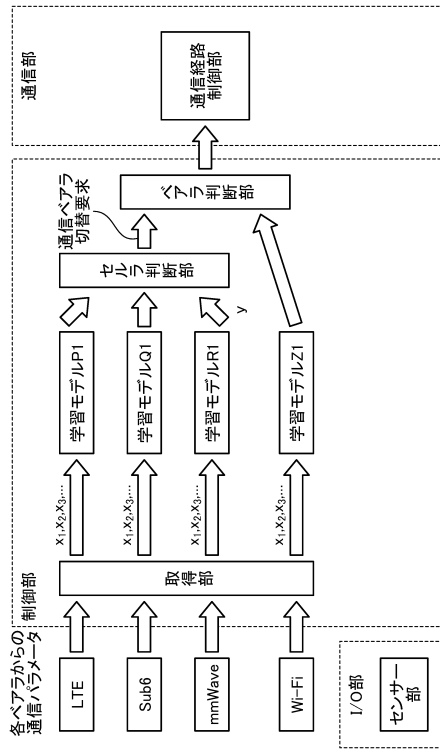 各ベアラからの
通信パラメータ
LTE
Sub6
mmWave
Wi-Fi
I/O部
センサー
部
制御部
取得部
x₁,x₂,x₃,…
x₁,x₂,x₃,…
x₁,x₂,x₃,…
x₁,x₂,x₃,…
学習モデルP1
学習モデルQ1
学習モデルR1
学習モデルZ1
y
セルラ判断部
通信ベアラ
切替要求
ベアラ判断部
通信部
通信経路
制御部